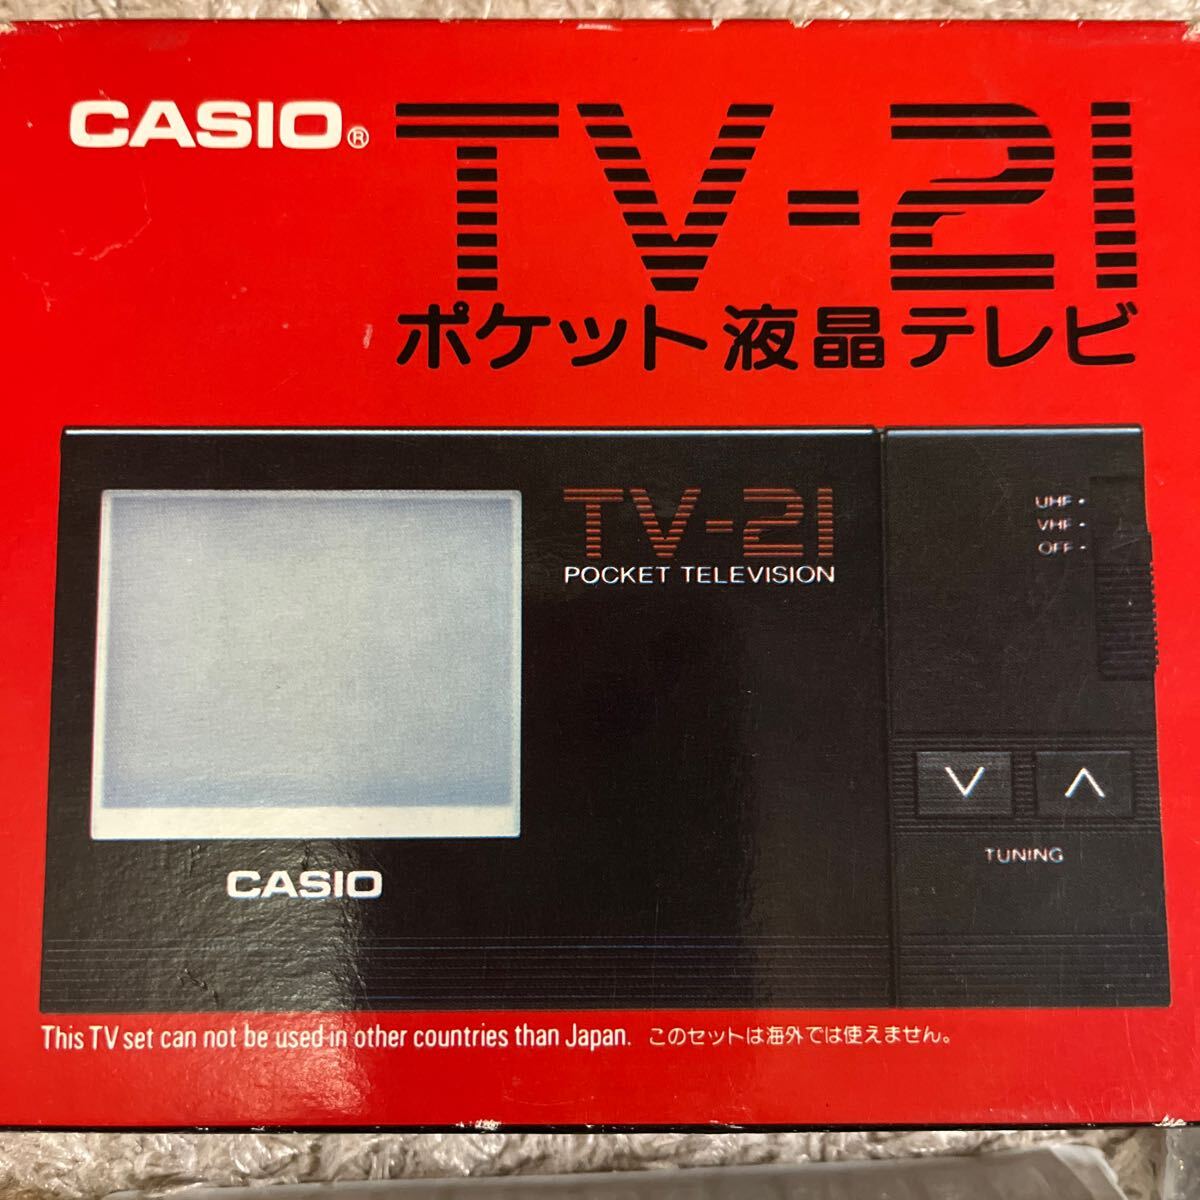 CASIO® TV-21
ポケット液晶テレビ
TV-21
POCKET TELEVISION
UHF •
VHF •
OFF •
∨ ∧
TUNING
CASIO
This TV set can not be used in other countries than Japan. このセットは海外では使えません。